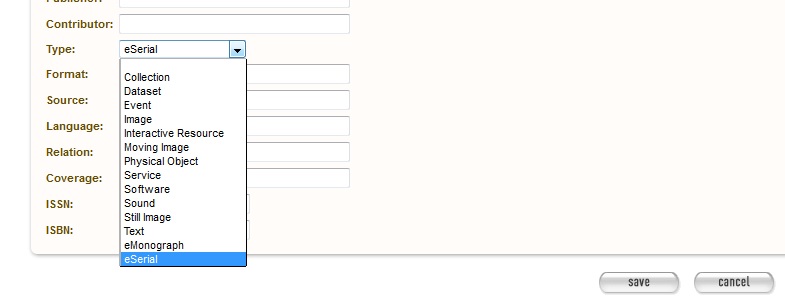 Publisher:
Contributor:
Type: eSerial
Collection
Format:
Dataset
Source:
Event
Image
Language:
Interactive Resource
Moving Image
Relation:
Physical Object
Service
Coverage:
Software
Sound
ISSN:
Still Image
Text
ISBN:
eMonograph
eSerial
save cancel